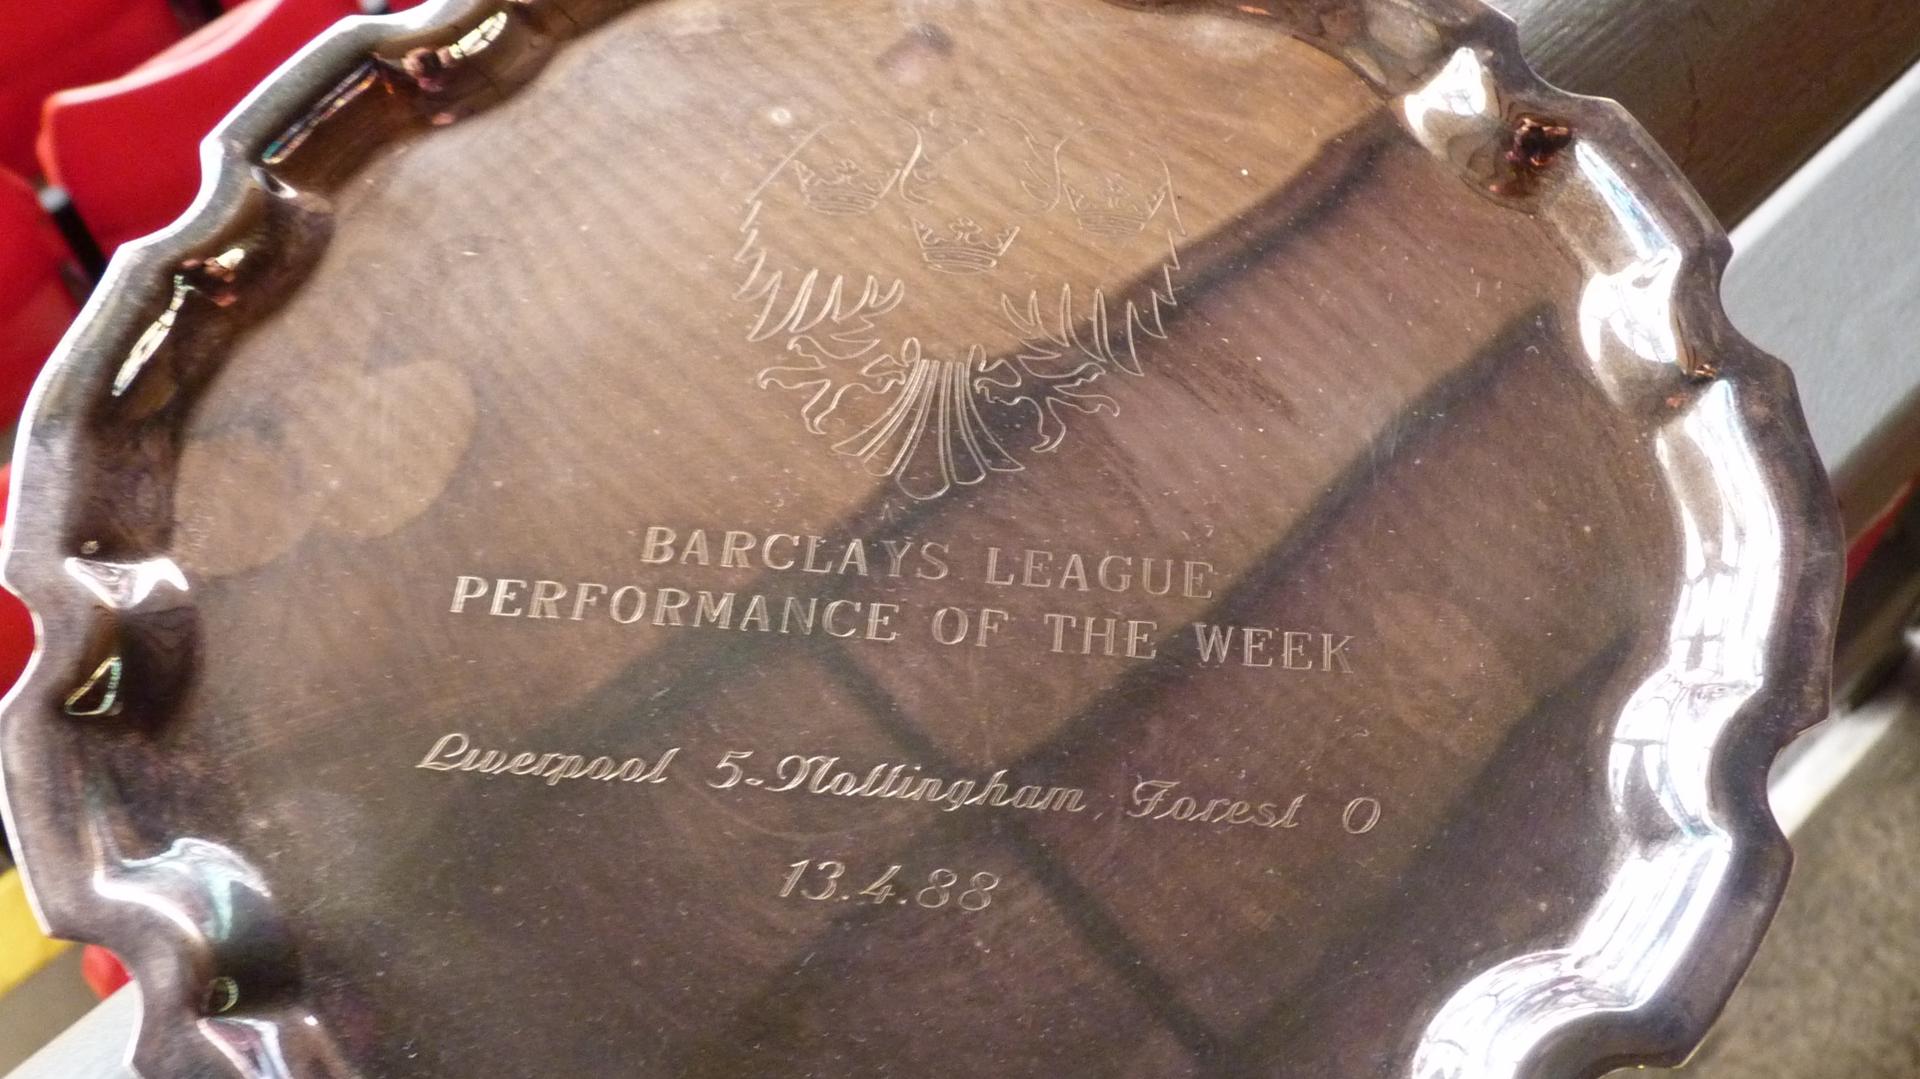 BARCLAYS LEAGUE
PERFORMANCE OF THE WEEK
Liverpool 5-Nottingham Forest 0
13.4.88